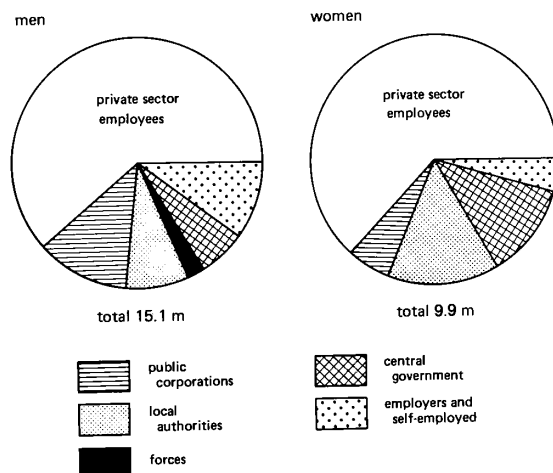 men
women
private sector
employees
private sector
employees
total 15.1 m
total 9.9 m
public
corporations
local
authorities
forces
central
government
employers and
self-employed